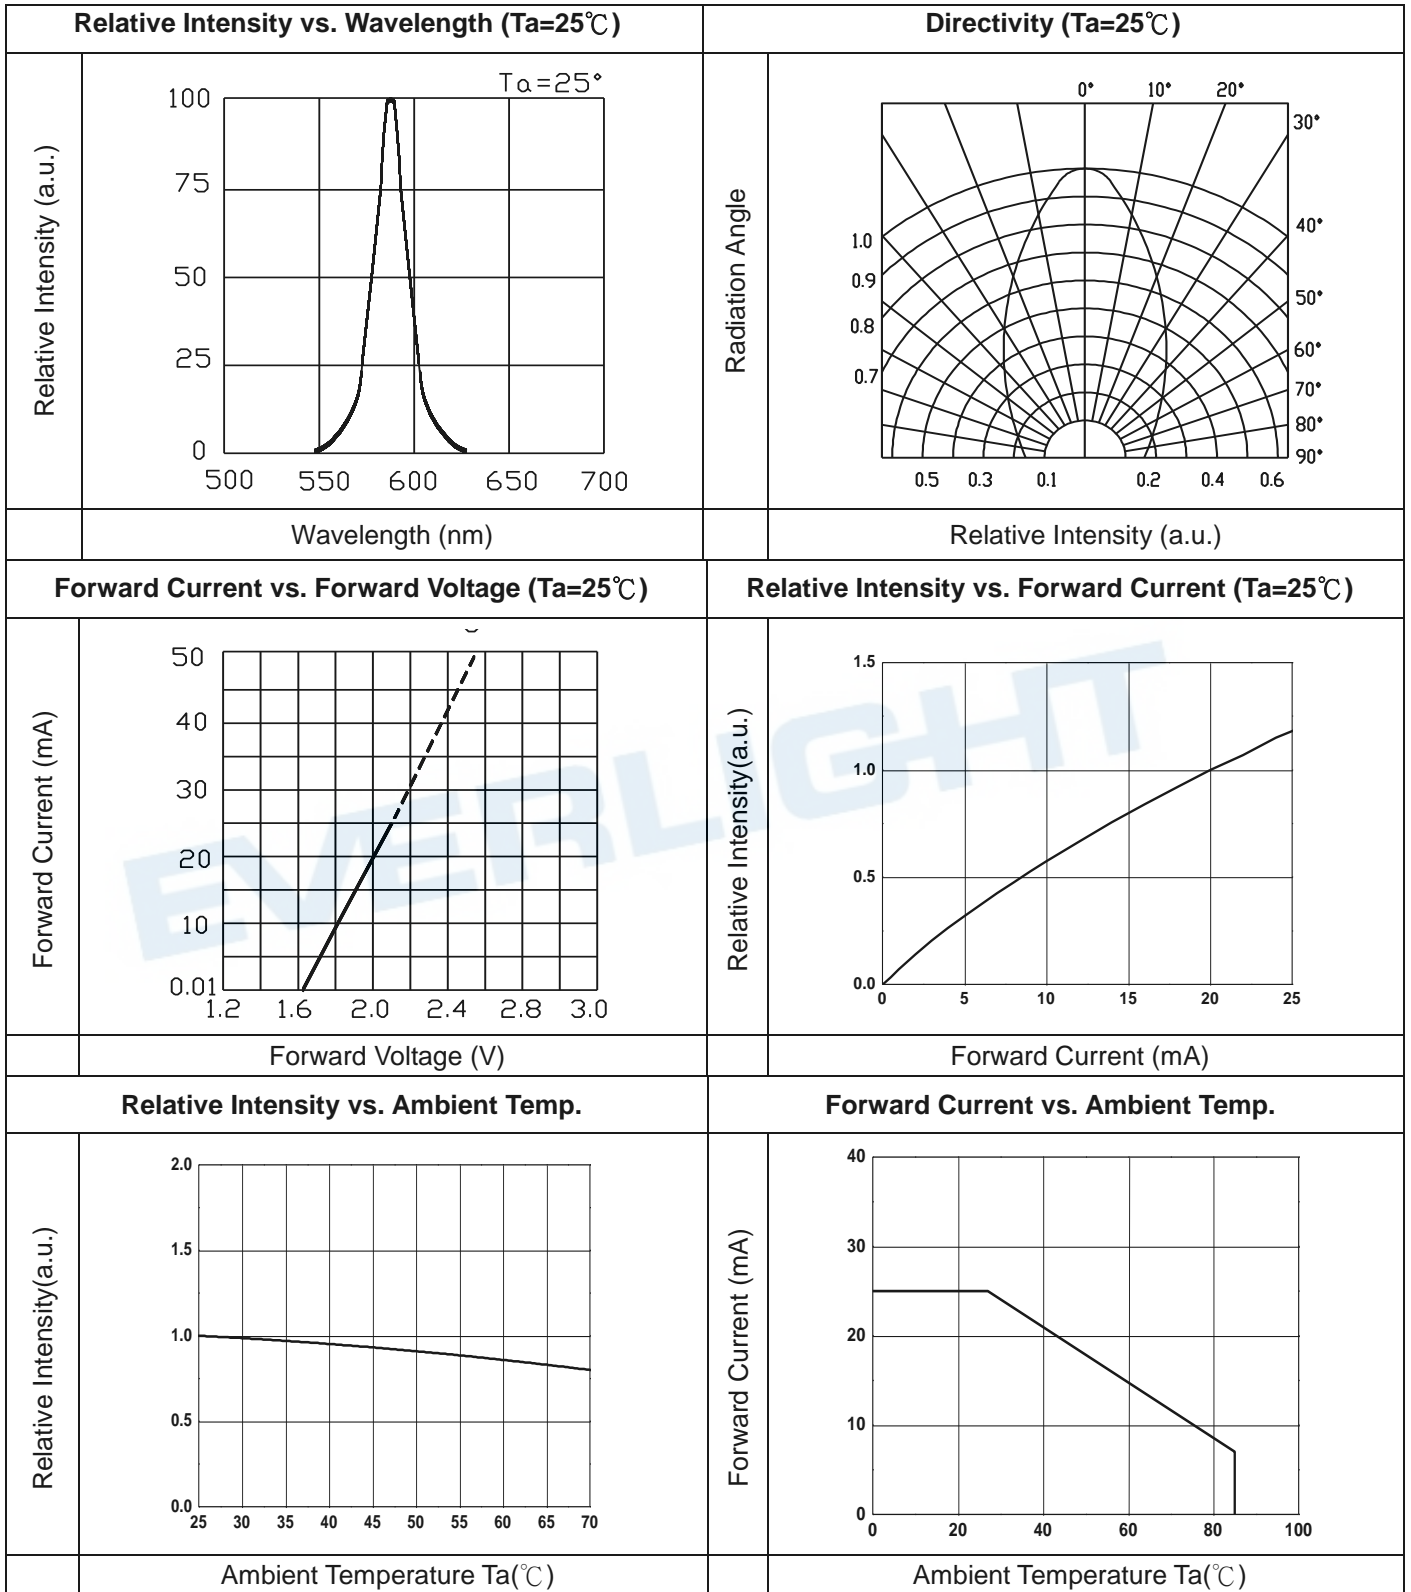 Relative Intensity vs. Wavelength (Ta=25℃)
Directivity (Ta=25℃)
Relative Intensity (a.u.)
Ta=25°
100
75
50
25
0
500 550 600 650 700
Wavelength (nm)
Radiation Angle
0° 10° 20°
30°
40°
50°
60°
70°
80°
90°
1.0
0.9
0.8
0.7
0.5 0.3 0.1 0.2 0.4 0.6
Relative Intensity (a.u.)
Forward Current vs. Forward Voltage (Ta=25℃)
Relative Intensity vs. Forward Current (Ta=25℃)
Forward Current (mA)
50
40
30
20
10
0.01
1.2 1.6 2.0 2.4 2.8 3.0
Forward Voltage (V)
Relative Intensity(a.u.)
1.5
1.0
0.5
0.0
0 5 10 15 20 25
Forward Current (mA)
EVERLIGHT
Relative Intensity vs. Ambient Temp.
Forward Current vs. Ambient Temp.
Relative Intensity(a.u.)
2.0
1.5
1.0
0.5
0.0
25 30 35 40 45 50 55 60 65 70
Ambient Temperature Ta(℃)
Forward Current (mA)
40
30
20
10
0
0 20 40 60 80 100
Ambient Temperature Ta(℃)